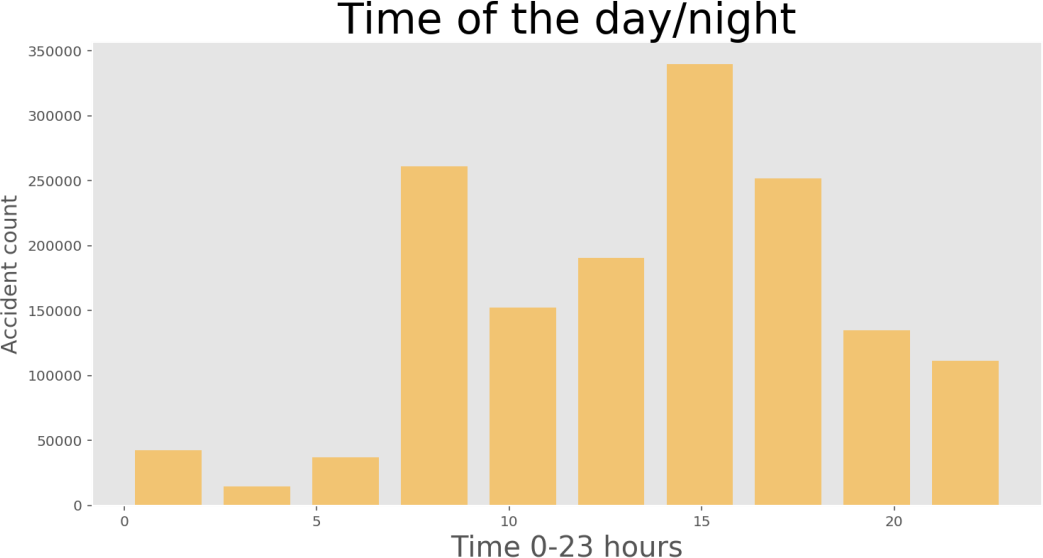 Time of the day/night
350000
300000
250000
200000
150000
100000
50000
0
Accident count
0 5 10 15 20
Time 0-23 hours